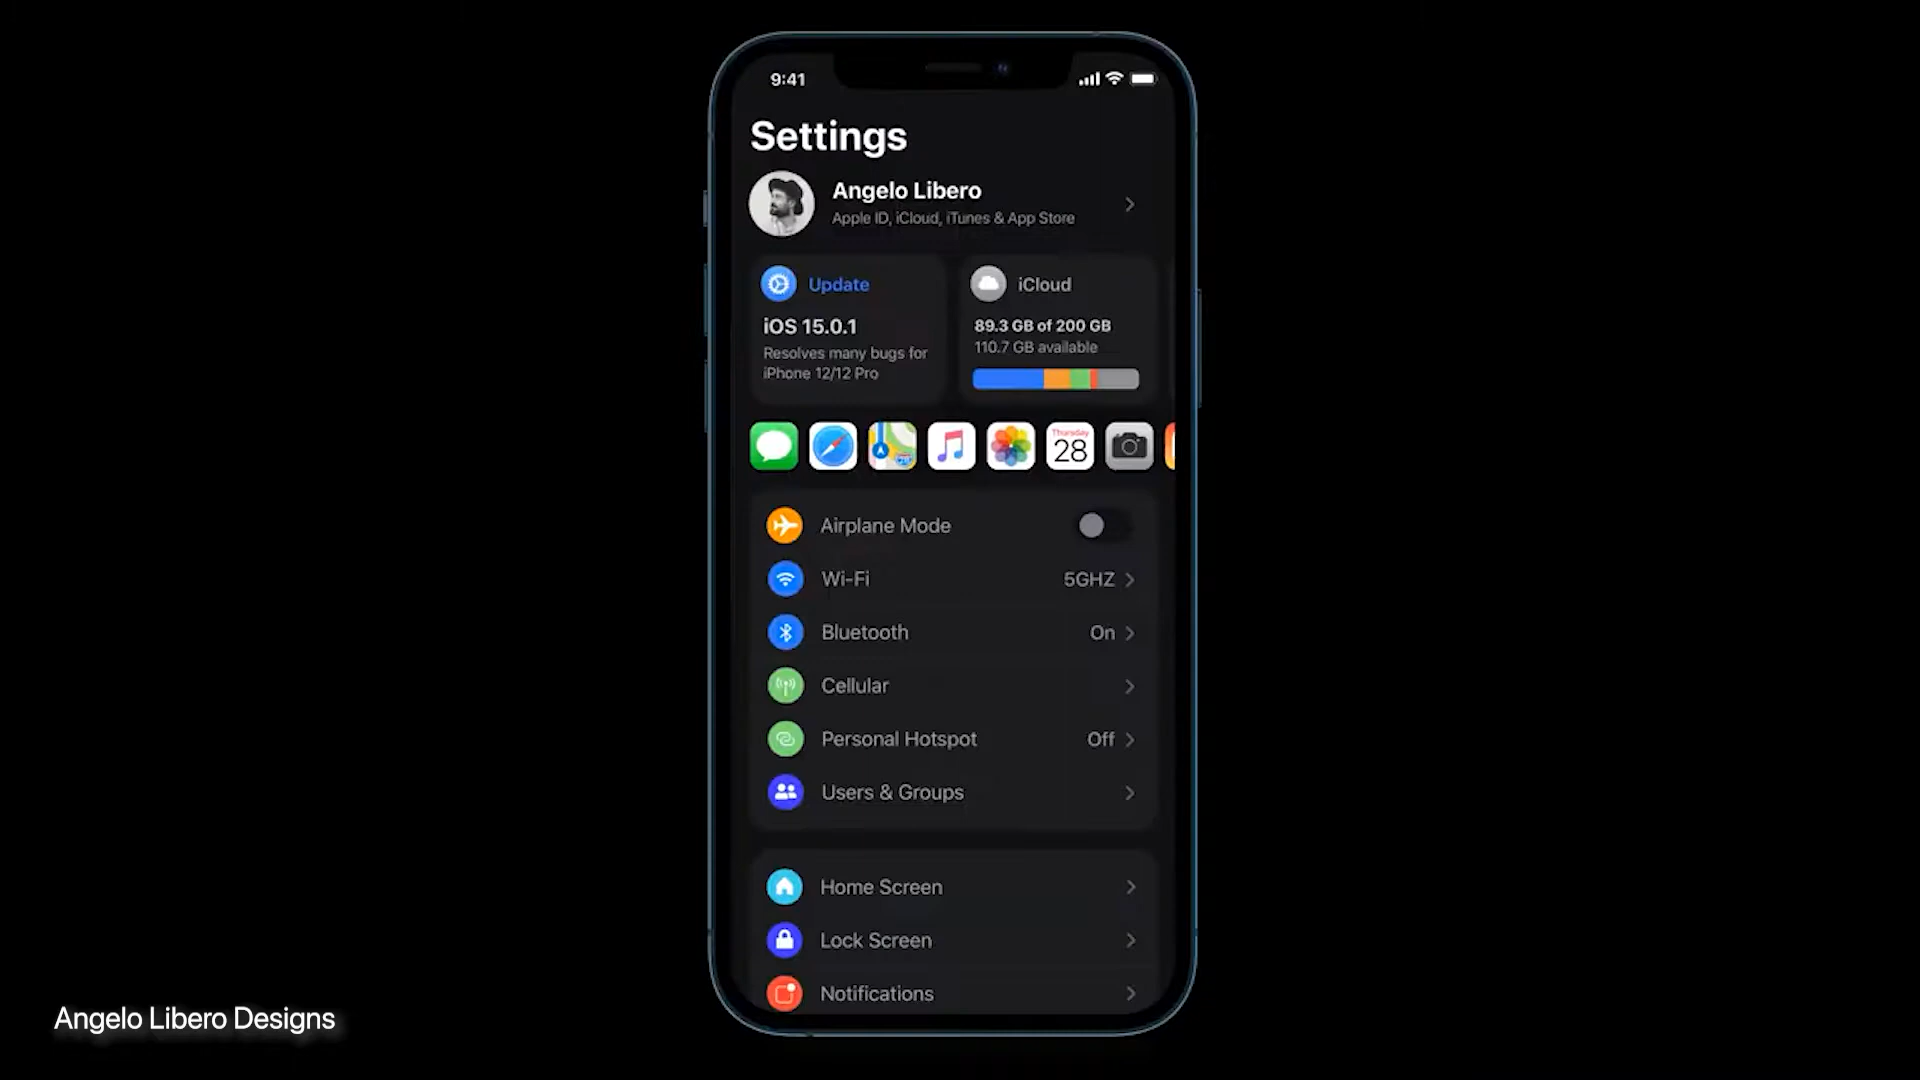 9:41
Settings
Angelo Libero
Apple ID, iCloud, iTunes & App Store
Update
iOS 15.0.1
Resolves many bugs for
iPhone 12/12 Pro
iCloud
89.3 GB of 200 GB
110.7 GB available
Thursday
28
Airplane Mode
Wi-Fi 5GHZ
Bluetooth On
Cellular
Personal Hotspot Off
Users & Groups
Home Screen
Lock Screen
Notifications
Angelo Libero Designs